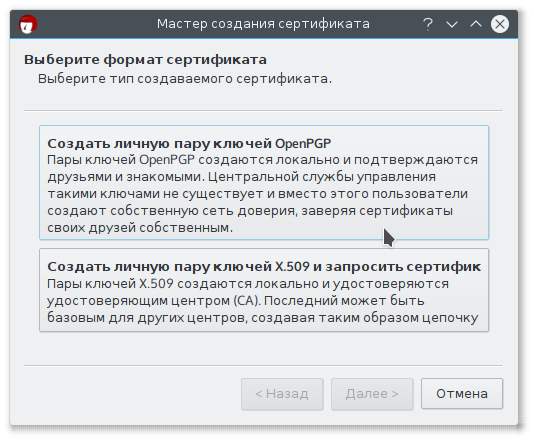 Мастер создания сертификата
Выберите формат сертификата
Выберите тип создаваемого сертификата.
Создать личную пару ключей OpenPGP
Пары ключей OpenPGP создаются локально и подтверждаются
друзьями и знакомыми. Центральной службы управления
такими ключами не существует и вместо этого пользователи
создают собственную сеть доверия, заверяя сертификаты
своих друзей собственным.
Создать личную пару ключей X.509 и запросить сертифик
Пары ключей X.509 создаются локально и удостоверяются
удостоверяющим центром (CA). Последний может быть
базовым для других центров, создавая таким образом цепочку
< Назад
Далее >
Отмена